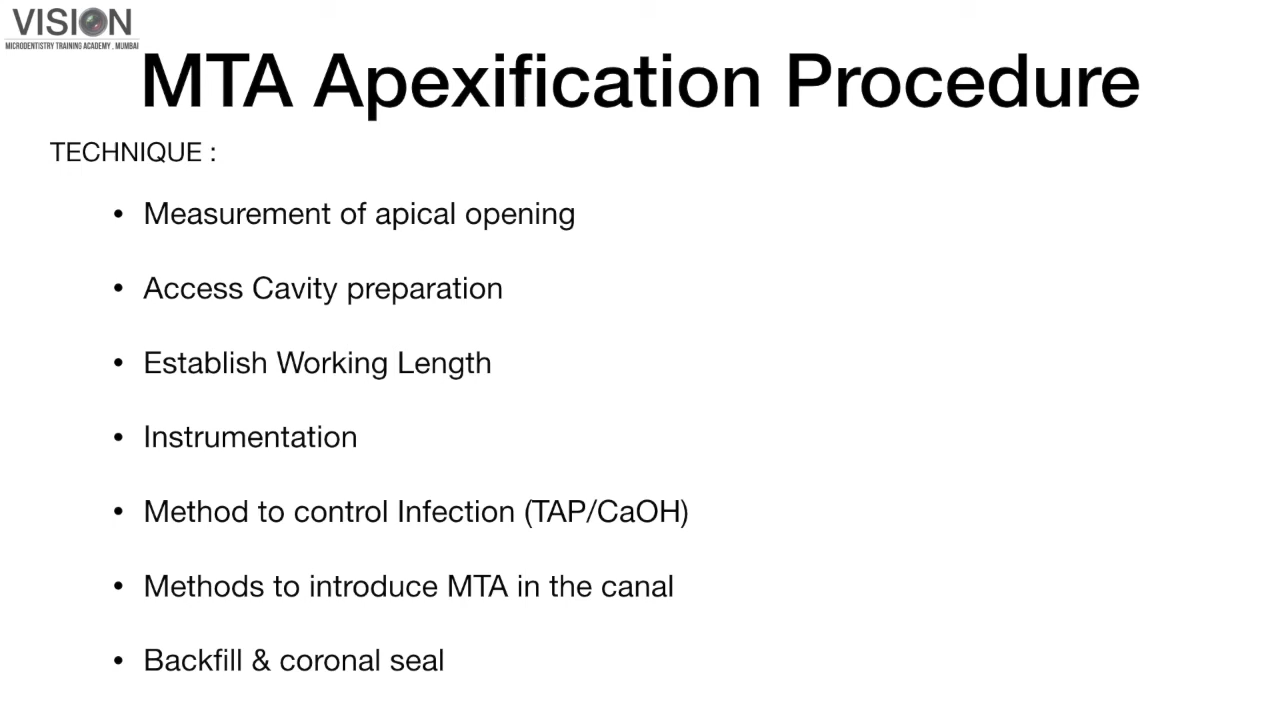 VISION
MICRODENTISTRY TRAINING ACADEMY, MUMBAI
MTA Apexification Procedure
TECHNIQUE :
• Measurement of apical opening
• Access Cavity preparation
• Establish Working Length
• Instrumentation
• Method to control Infection (TAP/CaOH)
• Methods to introduce MTA in the canal
• Backfill & coronal seal